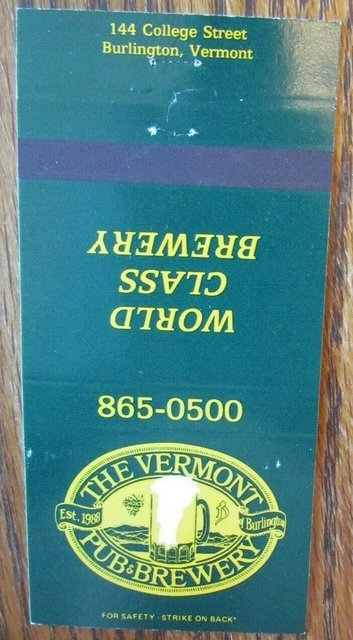 144 College Street
Burlington, Vermont
WORLD
CLASS
BREWERY
865-0500
THE VERMONT
Est. 1988
of Burlington
PUB & BREWERY
FOR SAFETY · STRIKE ON BACK